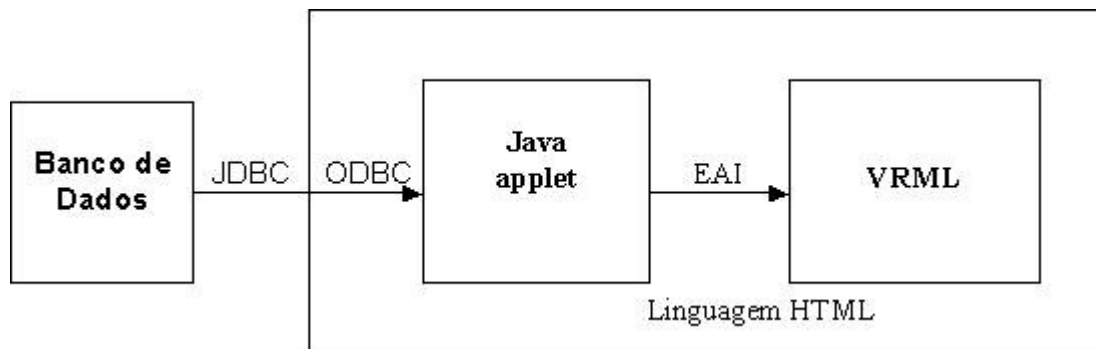 Banco de
Dados
JDBC
ODBC
Java
applet
EAI
VRML
Linguagem HTML